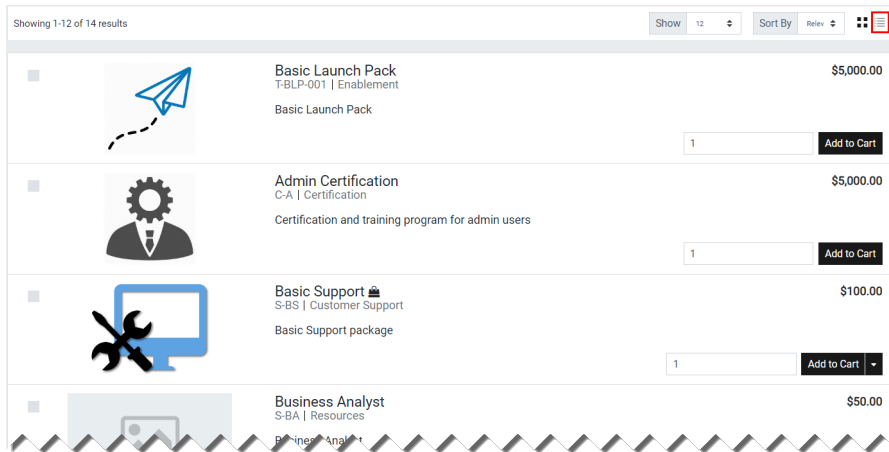 Showing 1-12 of 14 results Show 12 Sort By Relev
Basic Launch Pack $5,000.00
T-BLP-001 | Enablement
Basic Launch Pack
1 Add to Cart
Admin Certification $5,000.00
C-A | Certification
Certification and training program for admin users
1 Add to Cart
Basic Support $100.00
S-BS | Customer Support
Basic Support package
1 Add to Cart
Business Analyst $50.00
S-BA | Resources
Business Analyst